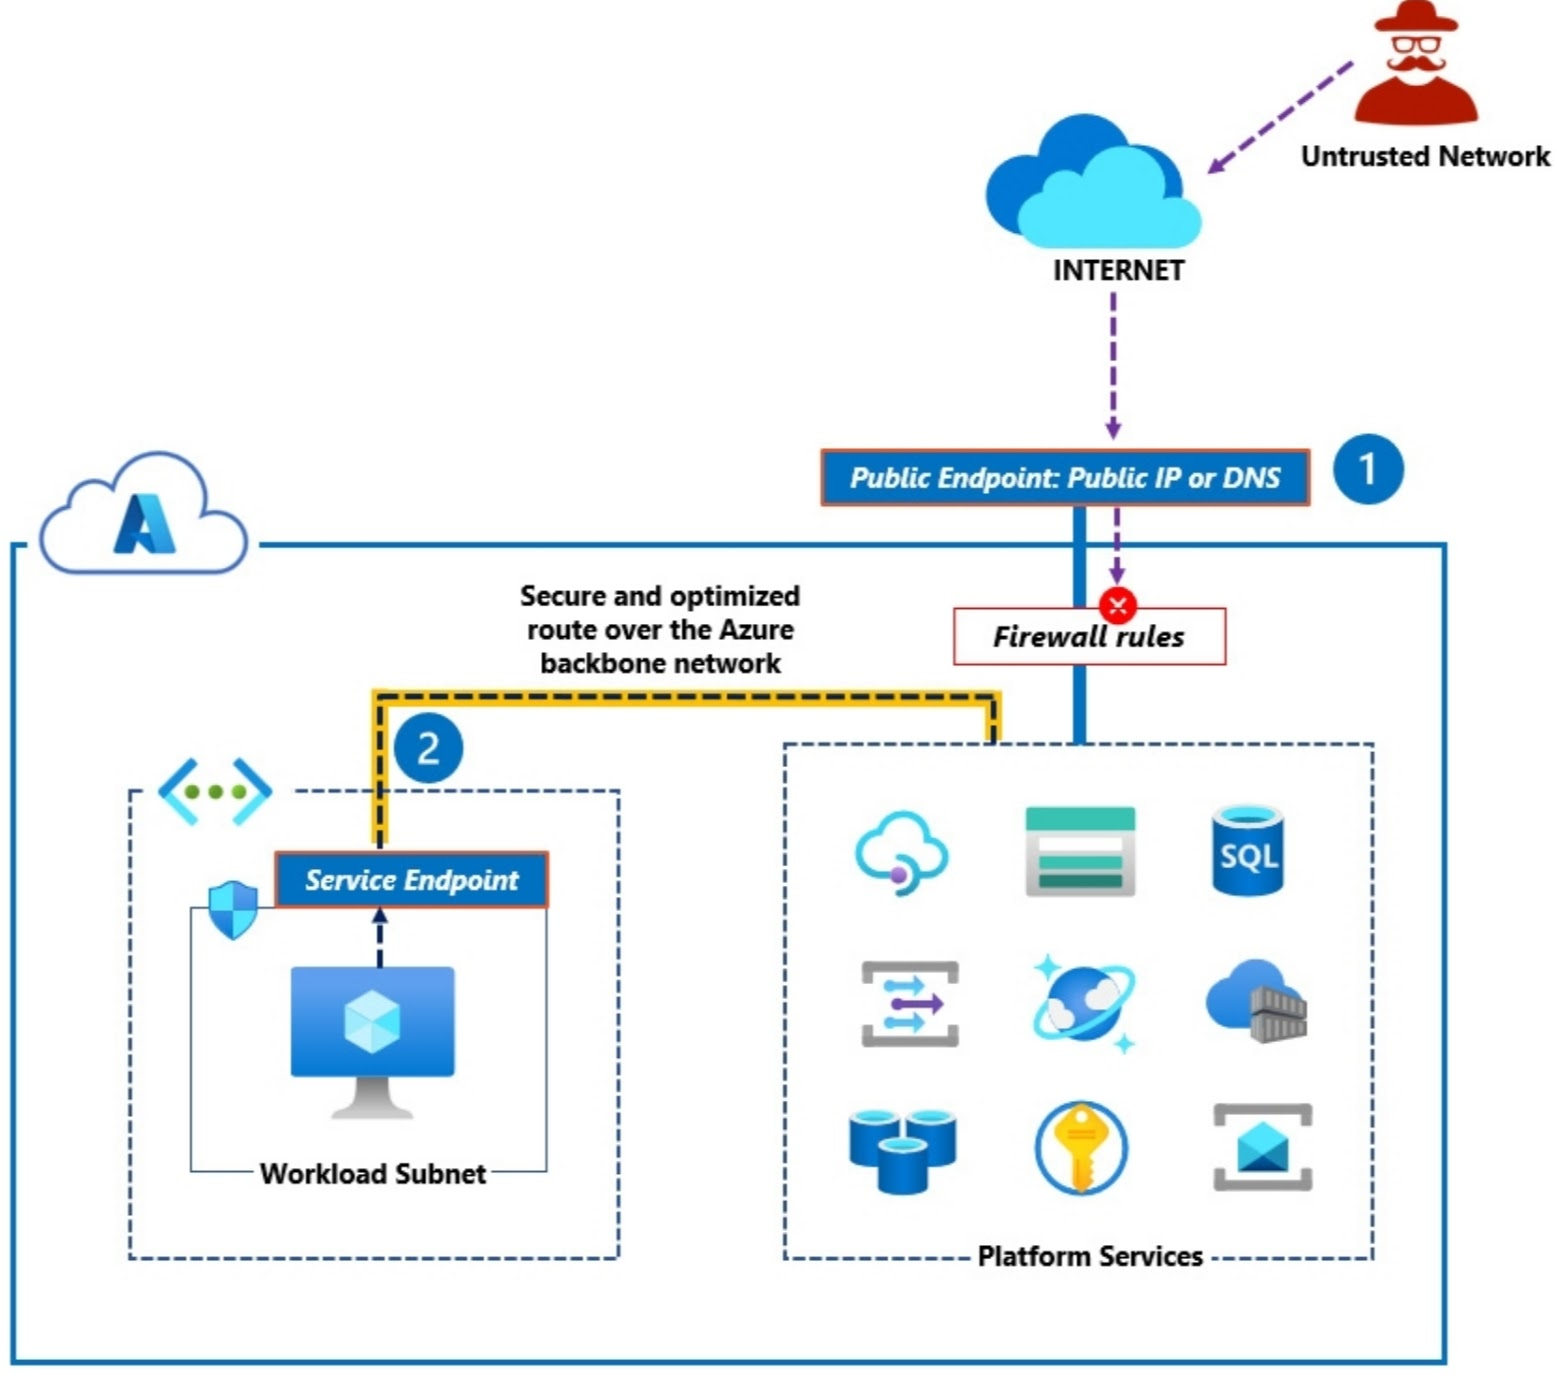 Untrusted Network
INTERNET
Public Endpoint: Public IP or DNS
1
Secure and optimized
route over the Azure
backbone network
Firewall rules
2
Service Endpoint
SQL
Workload Subnet
Platform Services